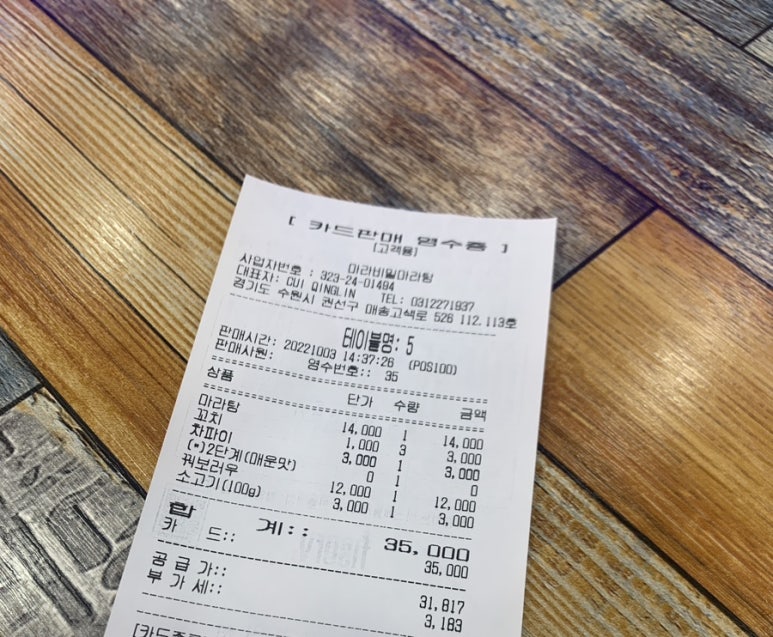 [ 카드판매 영수증 ]
[고객용]
마라비밀마라탕
사업자번호 : 323-24-01494
대표자: CUI QINGLIN TEL: 0312271937
경기도 수원시 권선구 매송고색로 526 112.113호
테이블명: 5
판매시간: 20221003 14:37:26 (POS100)
판매사원: 영수번호:: 35
상품 단가 수량 금액
마라탕 14,000 1 14,000
꼬치 1,000 3 3,000
차파이 3,000 1 3,000
(*)2단계(매운맛) 0 1 0
꿔보러우 12,000 1 12,000
소고기(100g) 3,000 1 3,000
합 계:: 35,000
카 드:: 35,000
공 급 가:: 31,817
부 가 세:: 3,183